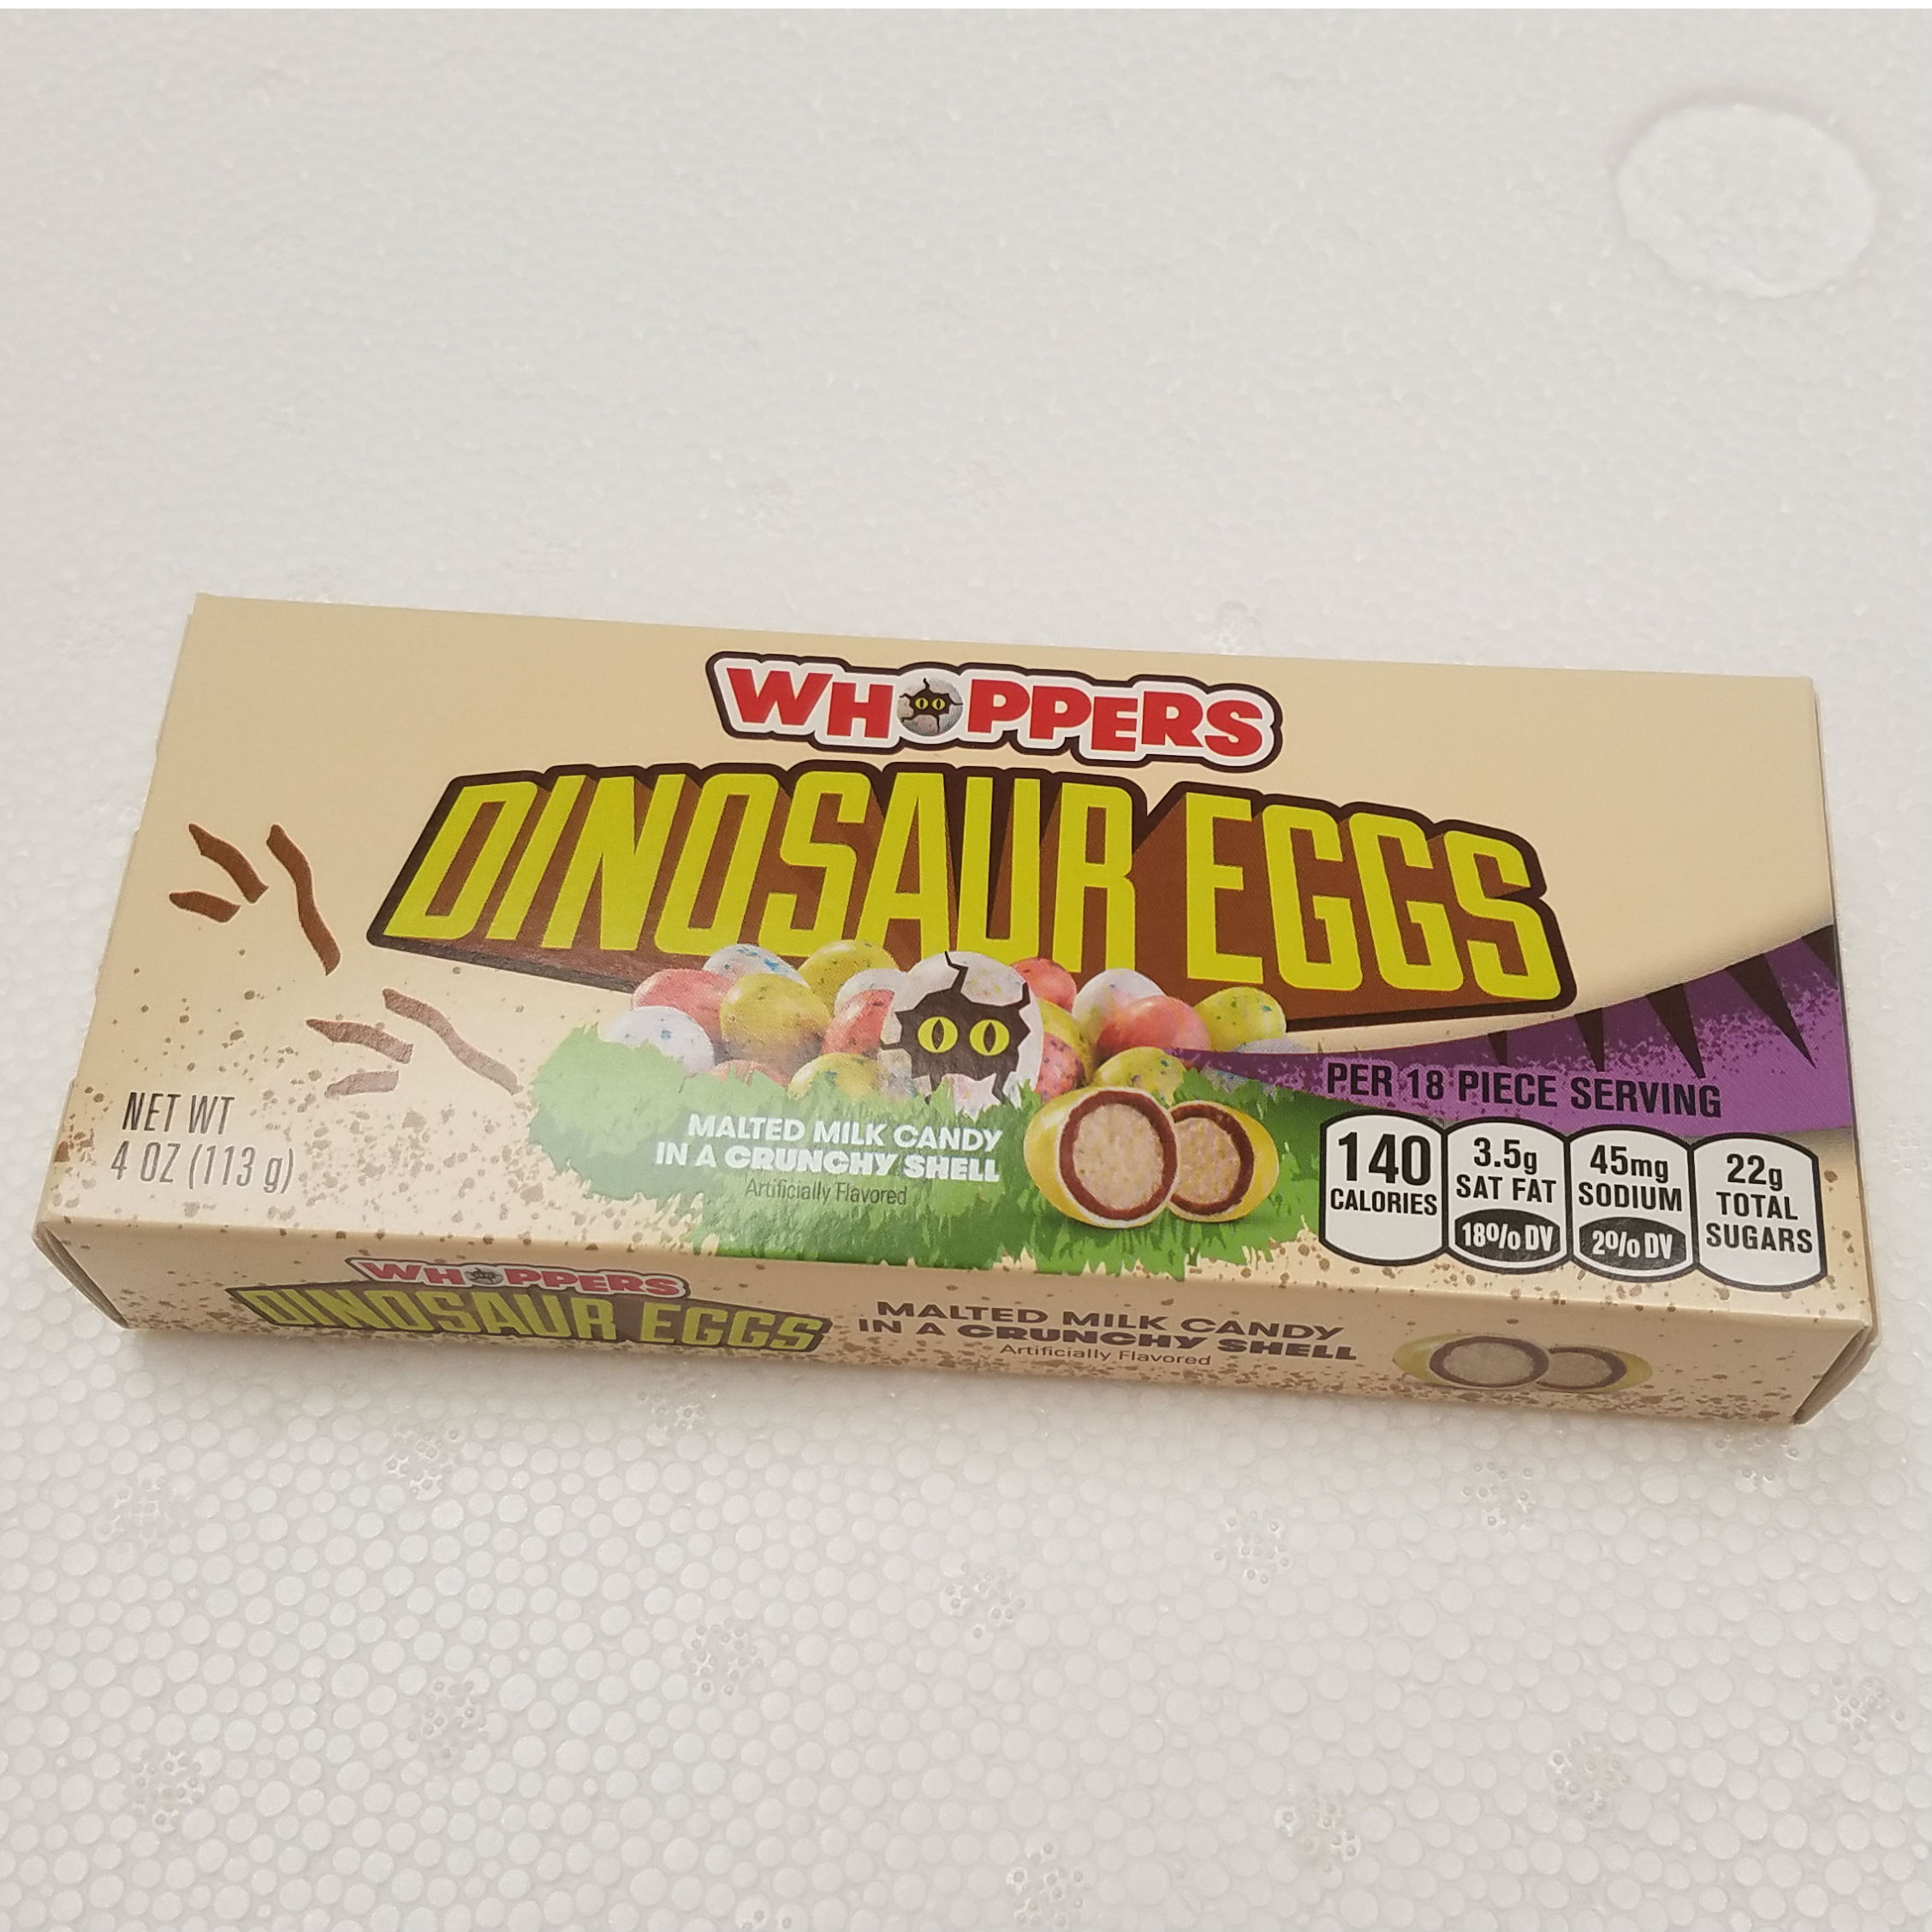 WHOPPERS
DINOSAUR EGGS
NET WT
4 OZ (113 g)
MALTED MILK CANDY
IN A CRUNCHY SHELL
Artificially Flavored
PER 18 PIECE SERVING
140
CALORIES
3.5g
SAT FAT
18% DV
45mg
SODIUM
2% DV
22g
TOTAL
SUGARS
WHOPPERS
DINOSAUR EGGS
MALTED MILK CANDY
IN A CRUNCHY SHELL
Artificially Flavored